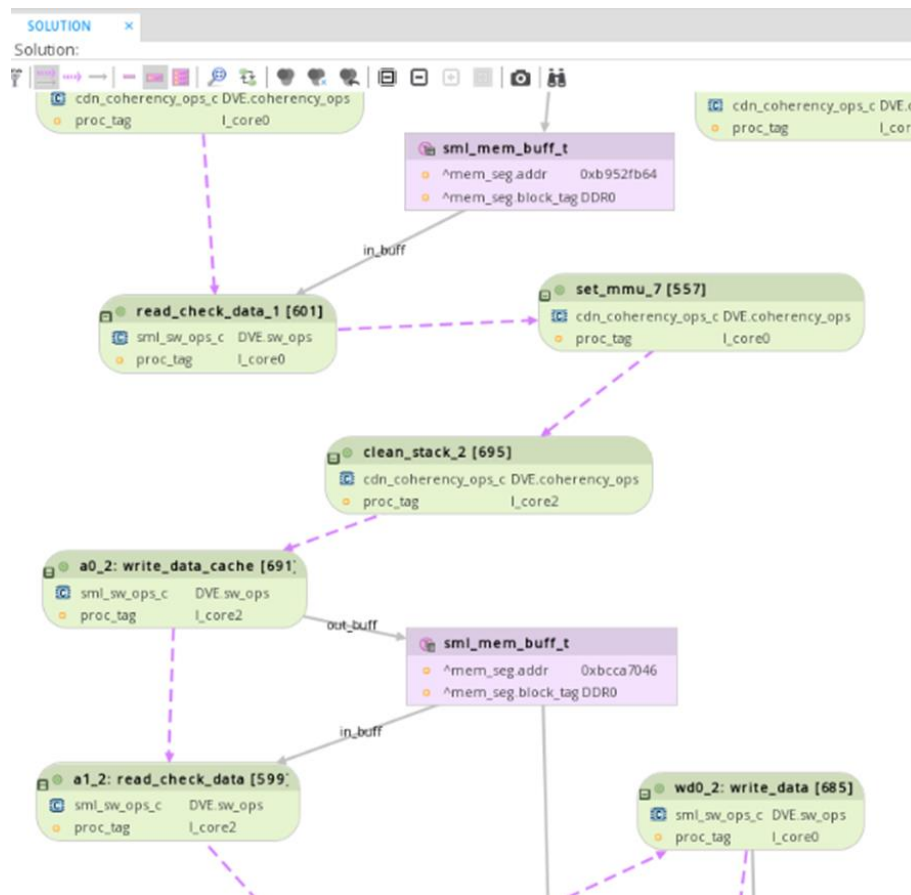 SOLUTION ×
Solution:
cdn_coherency_ops_c DVE.coherency_ops
proc_tag l_core0
cdn_coherency_ops_c
proc_tag
sml_mem_buff_t
^mem_seg.addr 0xb952fb64
^mem_seg.block_tag DDR0
in_buff
read_check_data_1 [601]
sml_sw_ops_c DVE.sw_ops
proc_tag l_core0
set_mmu_7 [557]
cdn_coherency_ops_c DVE.coherency_ops
proc_tag l_core0
clean_stack_2 [695]
cdn_coherency_ops_c DVE.coherency_ops
proc_tag l_core2
a0_2: write_data_cache [691]
sml_sw_ops_c DVE.sw_ops
proc_tag l_core2
out_buff
sml_mem_buff_t
^mem_seg.addr 0xbcca7046
^mem_seg.block_tag DDR0
in_buff
a1_2: read_check_data [599]
sml_sw_ops_c DVE.sw_ops
proc_tag l_core2
wd0_2: write_data [685]
sml_sw_ops_c DVE.sw_ops
proc_tag l_core0